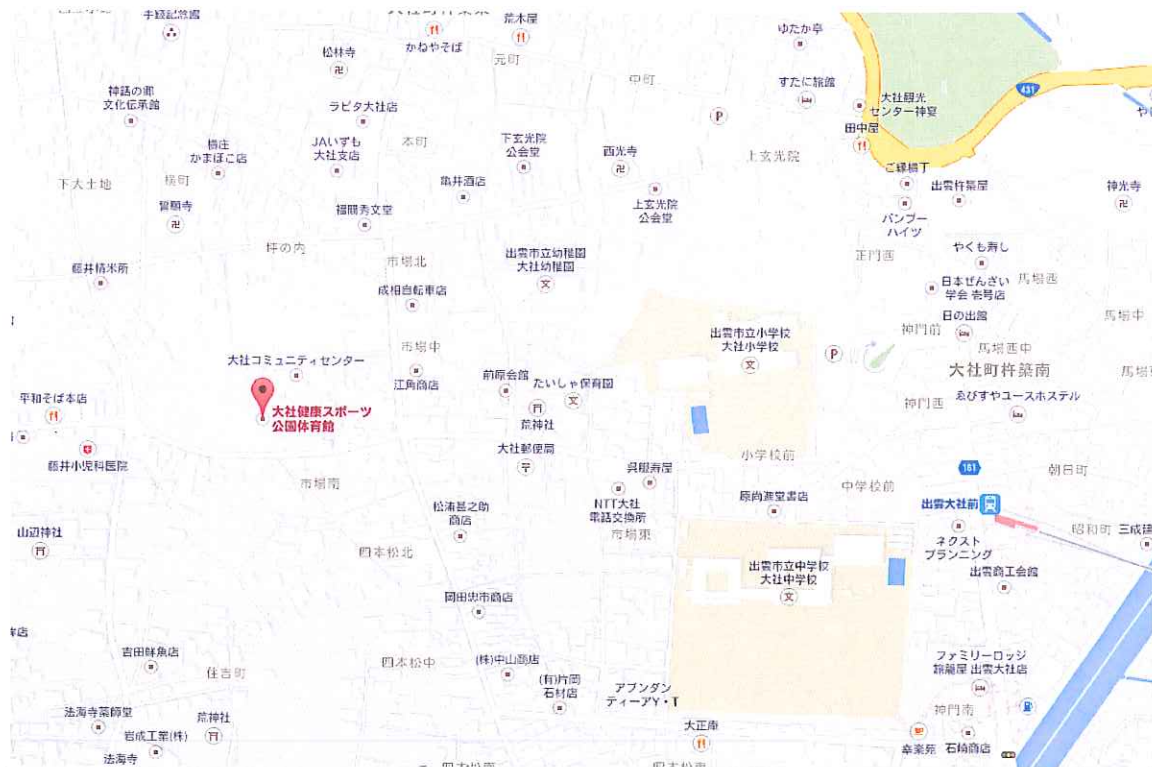 かねやそば
荒木屋
元町
ゆたか亭
松林寺
中町
すたに旅館
431
神話の郷
文化伝承館
ラピタ大社店
P
大社観光
センター神宴
田中屋
JAいずも
大社支店
本町
下玄光院
公会堂
西光寺
上玄光院
かまぼこ店
下大土地
亀井酒店
上玄光院
公会堂
ご縁横丁
出雲杵築屋
神光寺
福間秀文堂
バンブー
ハイツ
坪の内
市場北
出雲市立幼稚園
大社幼稚園
文
正門西
やくも寿し
藤井精米所
成相自転車店
日本ぜんざい
学会 壱号店
馬場西
日の出館
市場中
出雲市立小学校
大社小学校
文
P
神門前
馬場中
馬場西中
大社コミュニティセンター
江角商店
前原会館
たいしゃ保育園
文
大社町杵築南
平和そば本店
大社健康スポーツ
公園体育館
荒神社
神門西
ゑびすやユースホステル
藤井小児科医院
大社郵便局
〒
小学校前
161
朝日町
市場南
呉服寿屋
中学校前
NTT大社
電話交換所
市場東
原尚進堂書店
出雲大社前
山辺神社
松浦甚之助
商店
昭和町
ネクスト
プランニング
四本松北
出雲市立中学校
大社中学校
文
出雲商工会館
岡田忠市商店
吉田鮮魚店
住吉町
四本松中
(株)中山商店
ファミリーロッジ
旅籠屋 出雲大社店
(有)片岡
石材店
アブンダン
ティーアY・T
法海寺薬師堂
荒神社
神門南
岩成工業(株)
大正庵
幸楽苑
石崎商店
法海寺